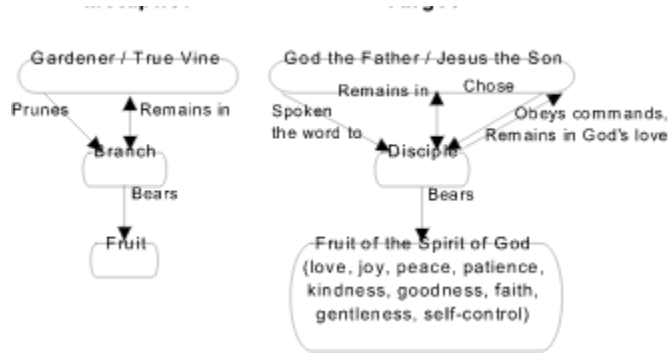 Gardener / True Vine
Prunes
Remains in
Branch
Bears
Fruit
God the Father / Jesus the Son
Remains in
Chose
Spoken
the word to
Obeys commands,
Remains in God's love
Disciple
Bears
Fruit of the Spirit of God
(love, joy, peace, patience,
kindness, goodness, faith,
gentleness, self-control)